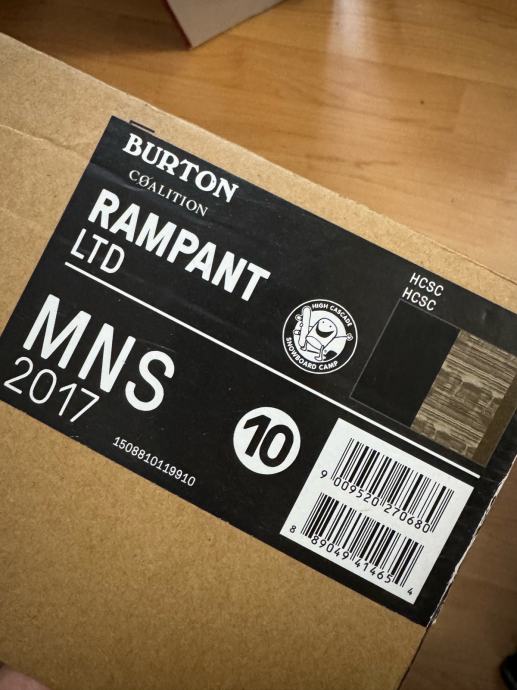 BURTON
CØALITION
RAMPANT
LTD
HCSC
HCSC
HIGH CASCADE
SNOWBOARD CAMP
MNS
2017
10
1508810119910
9 009520 270680
8 89049 41465 4